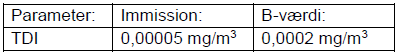 Parameter: Immission: B-værdi:
TDI 0,00005 mg/m³ 0,0002 mg/m³